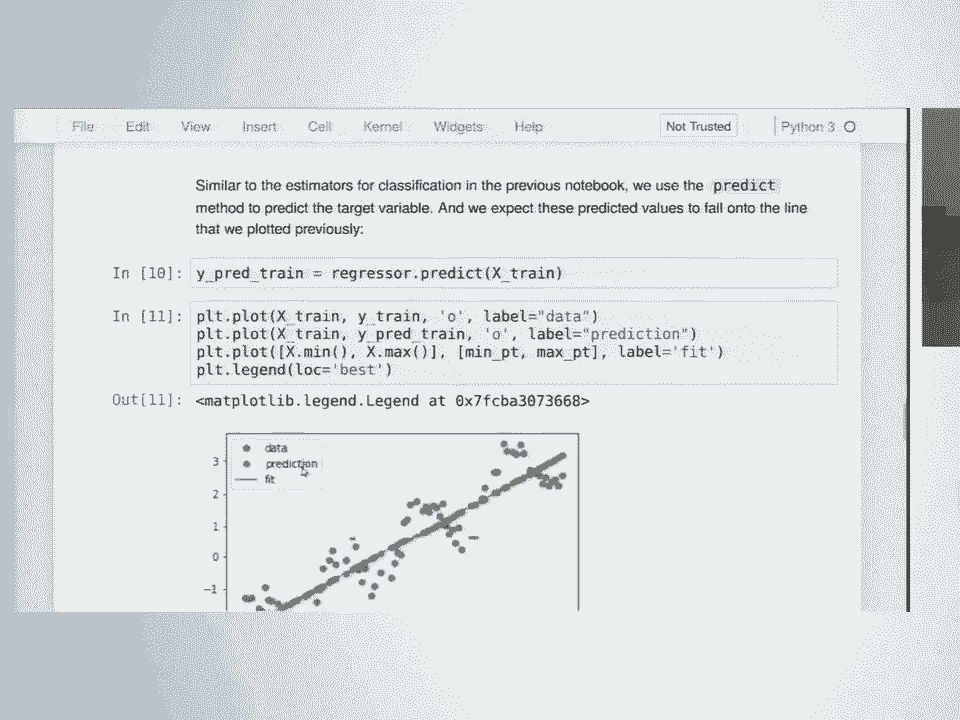 File Edit View Insert Cell Kernel Widgets Help Not Trusted Python 3
Similar to the estimators for classification in the previous notebook, we use the predict
method to predict the target variable. And we expect these predicted values to fall onto the line
that we plotted previously:
In [10]: y_pred_train = regressor.predict(X_train)
In [11]: plt.plot(X_train, y_train, 'o', label="data")
plt.plot(X_train, y_pred_train, 'o', label="prediction")
plt.plot([X.min(), X.max()], [min_pt, max_pt], label='fit')
plt.legend(loc='best')
Out[11]: <matplotlib.legend.Legend at 0x7fcba3073668>
data
prediction
fit
3
2
1
0
−1